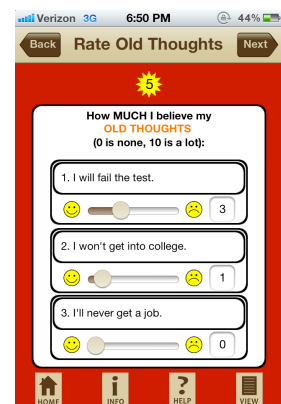 Verizon 3G 6:50 PM 44%
Back Rate Old Thoughts Next
5
How MUCH I believe my
OLD THOUGHTS
(0 is none, 10 is a lot):
1. I will fail the test.
3
2. I won't get into college.
1
3. I'll never get a job.
0
HOME INFO HELP VIEW